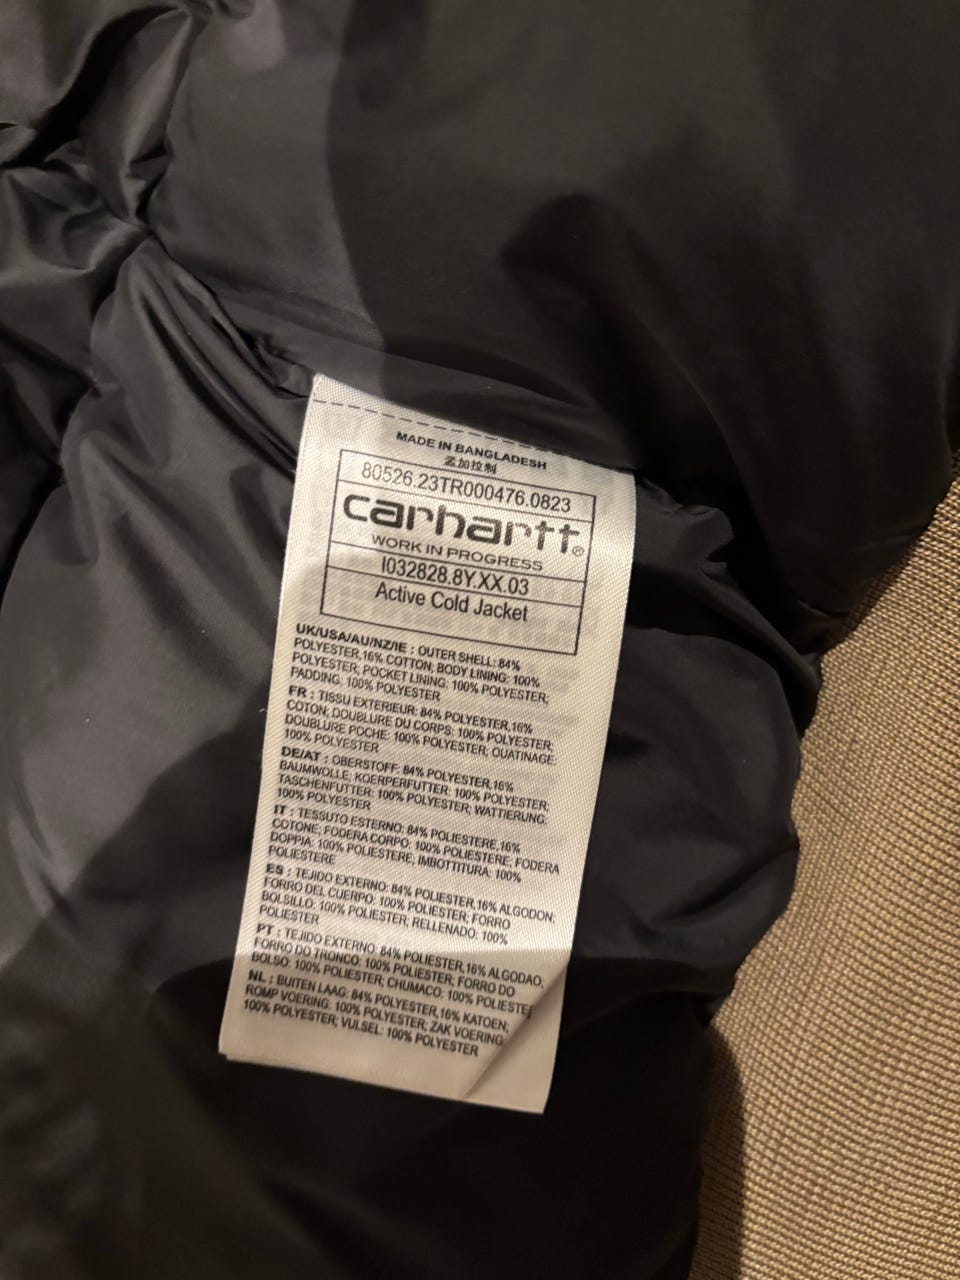 MADE IN BANGLADESH
孟加拉制
80526.23TR000476.0823
carhartt®
WORK IN PROGRESS
I032828.8Y.XX.03
Active Cold Jacket
UK/USA/AU/NZ/IE : OUTER SHELL: 84%
POLYESTER,16% COTTON; BODY LINING: 100%
POLYESTER; POCKET LINING: 100% POLYESTER;
PADDING: 100% POLYESTER
FR : TISSU EXTERIEUR: 84% POLYESTER,16%
COTON; DOUBLURE DU CORPS: 100% POLYESTER;
DOUBLURE POCHE: 100% POLYESTER; OUATINAGE:
100% POLYESTER
DE/AT : OBERSTOFF: 84% POLYESTER,16%
BAUMWOLLE; KOERPERFUTTER: 100% POLYESTER;
TASCHENFUTTER: 100% POLYESTER; WATTIERUNG:
100% POLYESTER
IT : TESSUTO ESTERNO: 84% POLIESTERE,16%
COTONE; FODERA CORPO: 100% POLIESTERE; FODERA
DOPPIA: 100% POLIESTERE; IMBOTTITURA: 100%
POLIESTERE
ES : TEJIDO EXTERNO: 84% POLIESTER,16% ALGODON;
FORRO DEL CUERPO: 100% POLIESTER; FORRO
BOLSILLO: 100% POLIESTER; RELLENADO: 100%
POLIESTER
PT : TEJIDO EXTERNO: 84% POLIESTER,16% ALGODAO;
FORRO DO TRONCO: 100% POLIESTER; FORRO DO
BOLSO: 100% POLIESTER; CHUMACO: 100% POLIESTER
NL : BUITEN LAAG: 84% POLYESTER,16% KATOEN;
ROMP VOERING: 100% POLYESTER; ZAK VOERING:
100% POLYESTER; VULSEL: 100% POLYESTER